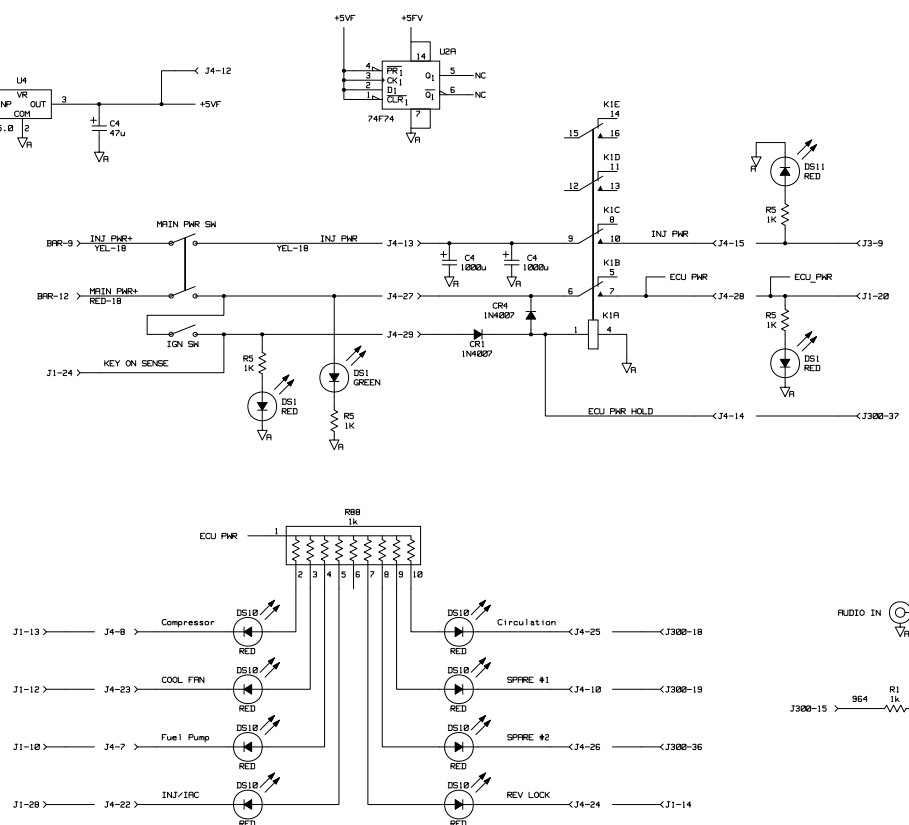 +5VF
+5FV
U2A
14
4 PR1
3 CK1
2 D1
1 CLR1
Q1 5 NC
Q1 6 NC
7
74F74
A
J4-12
U4
VR
NP OUT 3
COM
5.0 2
A
+ C4
47u
A
+5VF
K1E
14
15 16
K1D
11
12 13
K1C
8
9 10
K1B
5
6 7
K1A
1 4
A
MAIN PWR SW
BAR-9 INJ PWR+
YEL-18
YEL-18
INJ PWR
J4-13
+ C4
1000u
A
+ C4
1000u
A
INJ PWR
J4-15
J3-9
A
DS11
RED
R5
1K
BAR-12 MAIN PWR+
RED-18
J4-27
CR4
1N4007
ECU PWR
J4-28
ECU_PWR
J1-20
R5
1K
DS1
RED
A
IGN SW
J4-29
CR1
1N4007
J1-24
KEY ON SENSE
R5
1K
DS1
RED
A
DS1
GREEN
R5
1K
A
ECU PWR HOLD
J4-14
J300-37
R88
1k
ECU PWR 1
2 3 4 5 6 7 8 9 10
J1-13 J4-8 Compressor DS10
RED
DS10 Circulation J4-25 J300-18
RED
J1-12 J4-23 COOL FAN DS10
RED
DS10 SPARE #1 J4-10 J300-19
RED
J1-10 J4-7 Fuel Pump DS10
RED
DS10 SPARE #2 J4-26 J300-36
RED
J1-28 J4-22 INJ/IAC DS10
RED
DS10 REV LOCK J4-24 J1-14
RED
AUDIO IN
A
J300-15 964 R1
1k